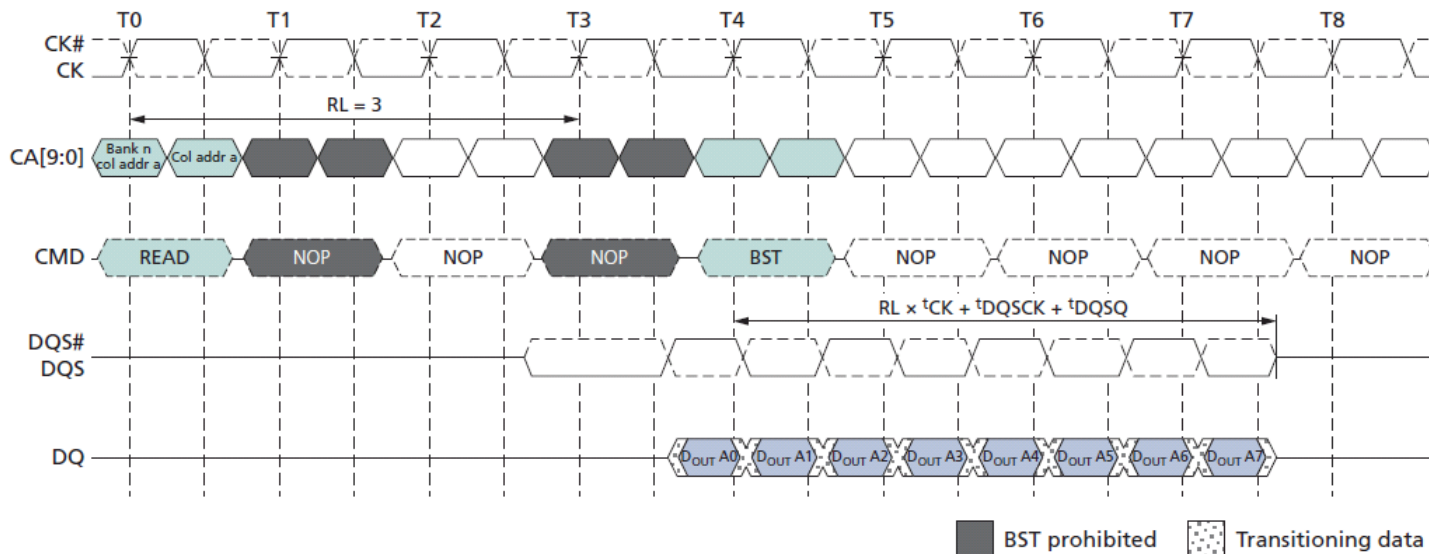 T0 T1 T2 T3 T4 T5 T6 T7 T8
CK#
CK
RL = 3
CA[9:0] Bank n col addr a Col addr a
CMD READ NOP NOP NOP BST NOP NOP NOP NOP
RL × tCK + tDQSCK + tDQSQ
DQS#
DQS
DQ DOUT A0 DOUT A1 DOUT A2 DOUT A3 DOUT A4 DOUT A5 DOUT A6 DOUT A7
BST prohibited Transitioning data